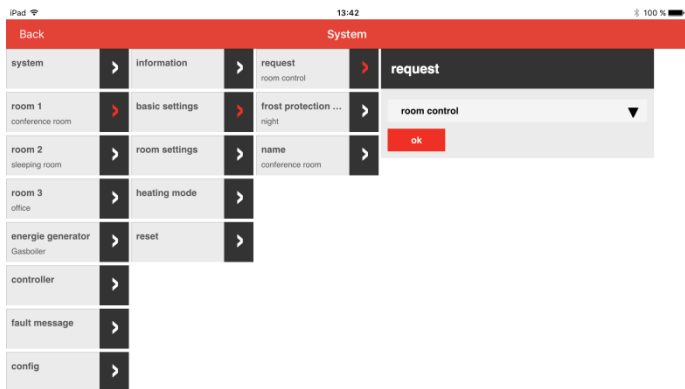 iPad 13:42 100 %
Back System
system
room 1
conference room
room 2
sleeping room
room 3
office
energie generator
Gasboiler
controller
fault message
config
information
basic settings
room settings
heating mode
reset
request
room control
frost protection ...
night
name
conference room
request
room control
ok